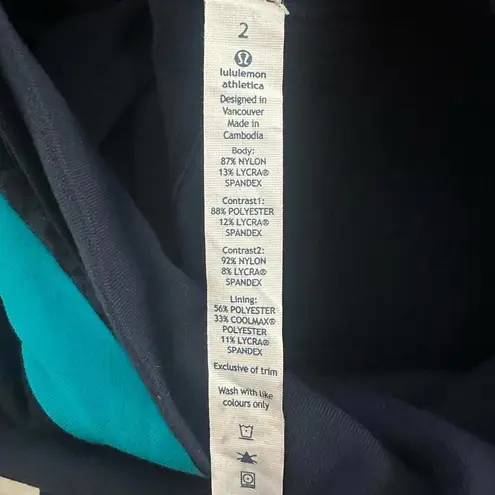 2
lululemon
athletica
Designed in
Vancouver
Made in
Cambodia
Body:
87% NYLON
13% LYCRA®
SPANDEX
Contrast1:
88% POLYESTER
12% LYCRA®
SPANDEX
Contrast2:
92% NYLON
8% LYCRA®
SPANDEX
Lining:
56% POLYESTER
33% COOLMAX®
POLYESTER
11% LYCRA®
SPANDEX
Exclusive of trim
Wash with like
colours only